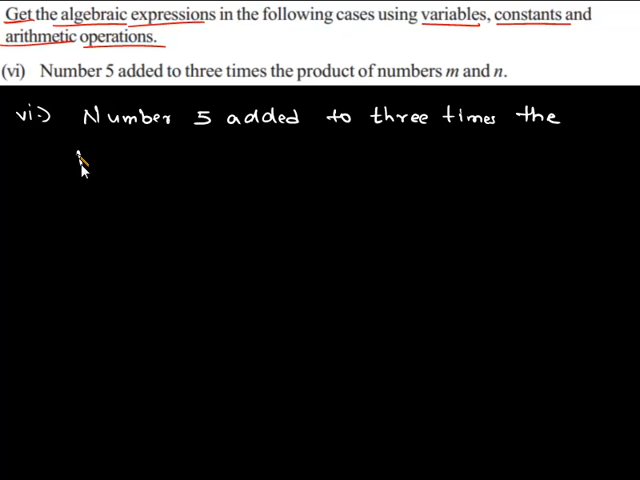 Get the algebraic expressions in the following cases using variables, constants and
arithmetic operations.
(vi) Number 5 added to three times the product of numbers m and n.
vi:) Number 5 added to three times the